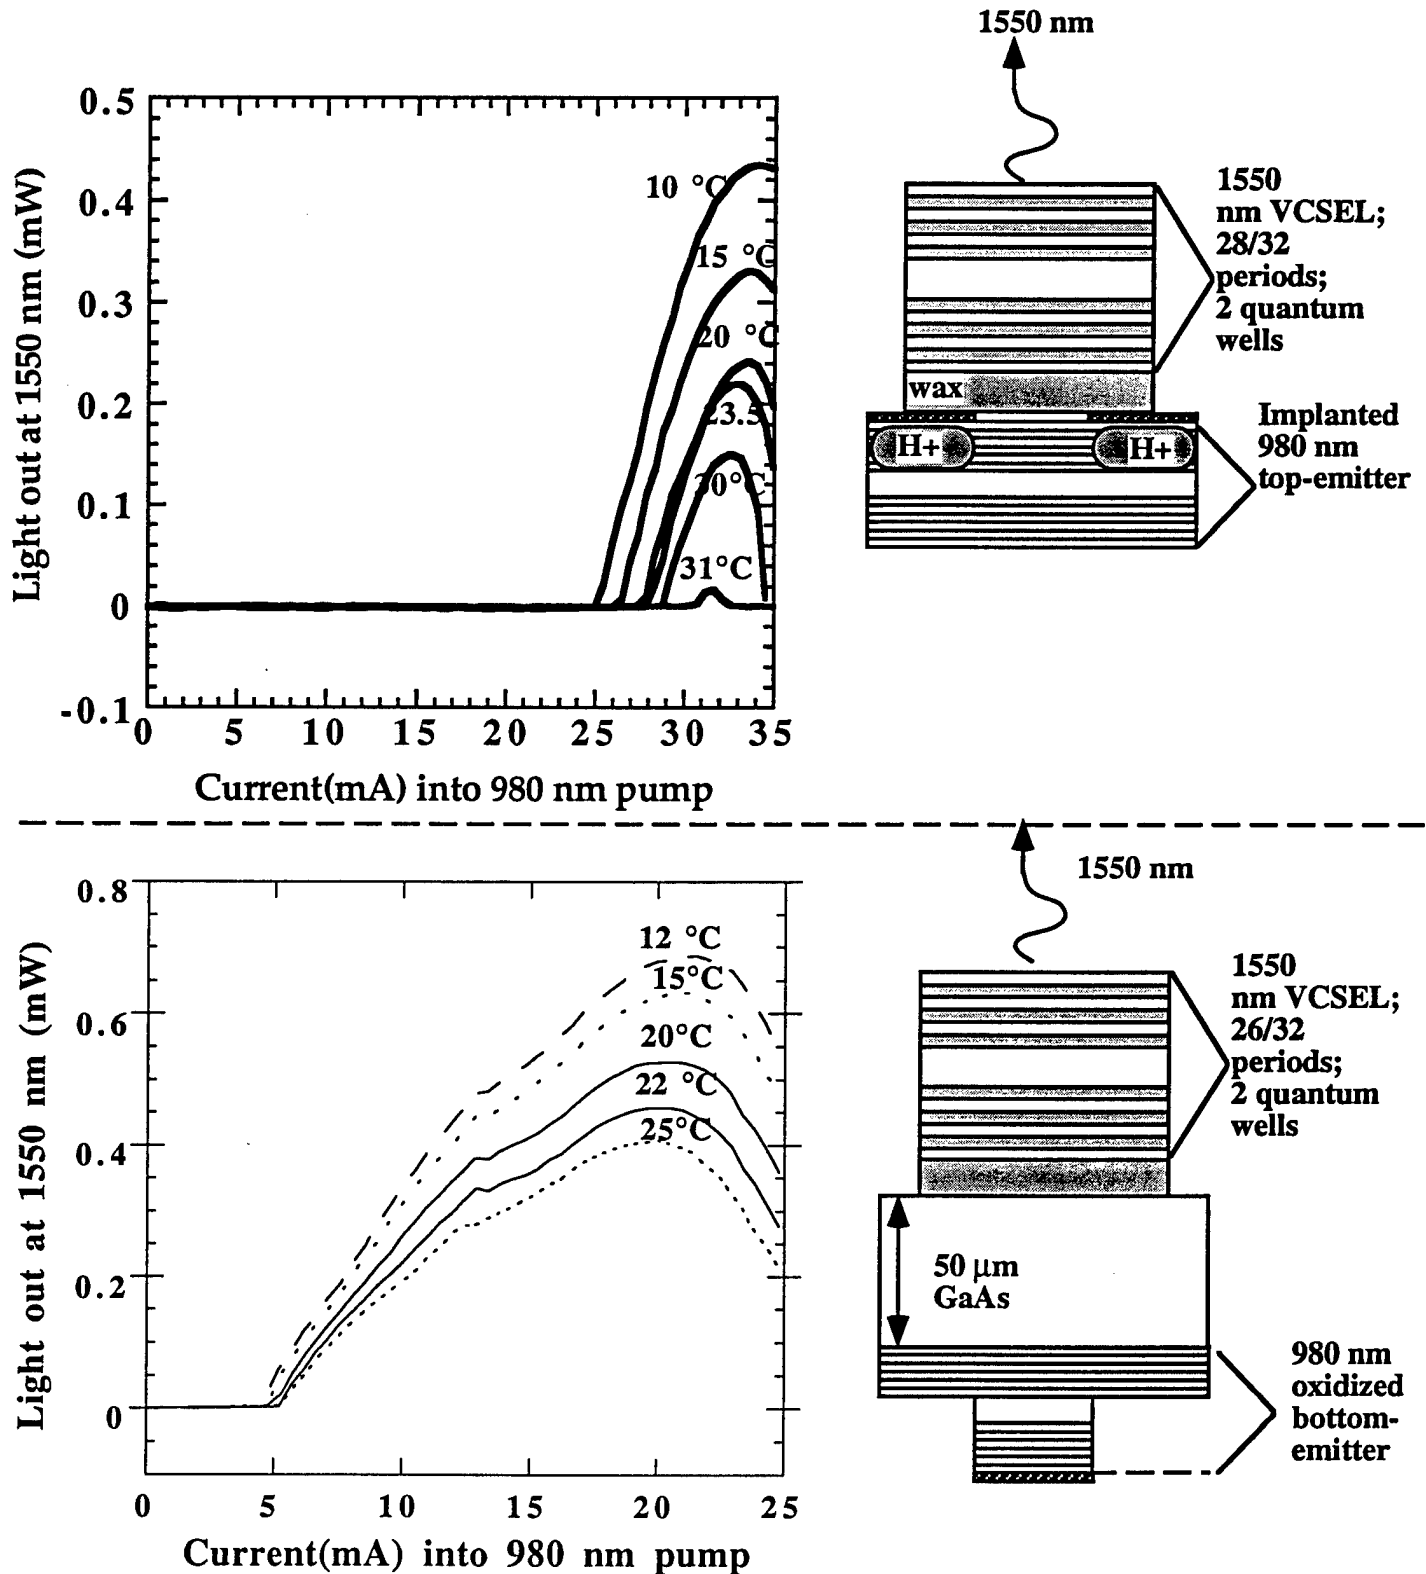 1550 nm
0.5
0.4
0.3
0.2
0.1
0
-0.1
Light out at 1550 nm (mW)
10 °C
15 °C
20 °C
23.5
30°C
31°C
0 5 10 15 20 25 30 35
Current(mA) into 980 nm pump
1550
nm VCSEL;
28/32
periods;
2 quantum
wells
wax
H+ H+
Implanted
980 nm
top-emitter
1550 nm
0.8
0.6
0.4
0.2
0
Light out at 1550 nm (mW)
12 °C
15°C
20°C
22 °C
25°C
0 5 10 15 20 25
Current(mA) into 980 nm pump
1550
nm VCSEL;
26/32
periods;
2 quantum
wells
50 µm
GaAs
980 nm
oxidized
bottom-
emitter